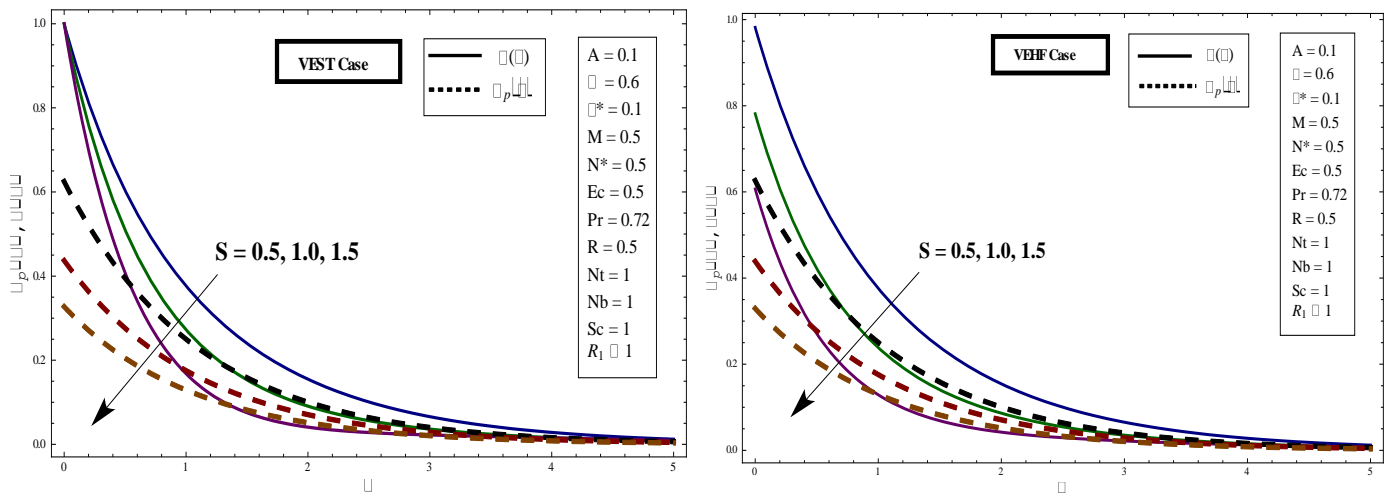 VEST Case
□(□)
□p□□□
A = 0.1
□ = 0.6
□* = 0.1
M = 0.5
N* = 0.5
Ec = 0.5
Pr = 0.72
R = 0.5
Nt = 1
Nb = 1
Sc = 1
R1 □ 1
S = 0.5, 1.0, 1.5
□p□□□, □□□□
1.0
0.8
0.6
0.4
0.2
0.0
0 1 2 3 4 5
□
VEHF Case
□(□)
□p□□□
A = 0.1
□ = 0.6
□* = 0.1
M = 0.5
N* = 0.5
Ec = 0.5
Pr = 0.72
R = 0.5
Nt = 1
Nb = 1
Sc = 1
R1 □ 1
S = 0.5, 1.0, 1.5
□p□□□, □□□□
1.0
0.8
0.6
0.4
0.2
0.0
0 1 2 3 4 5
□